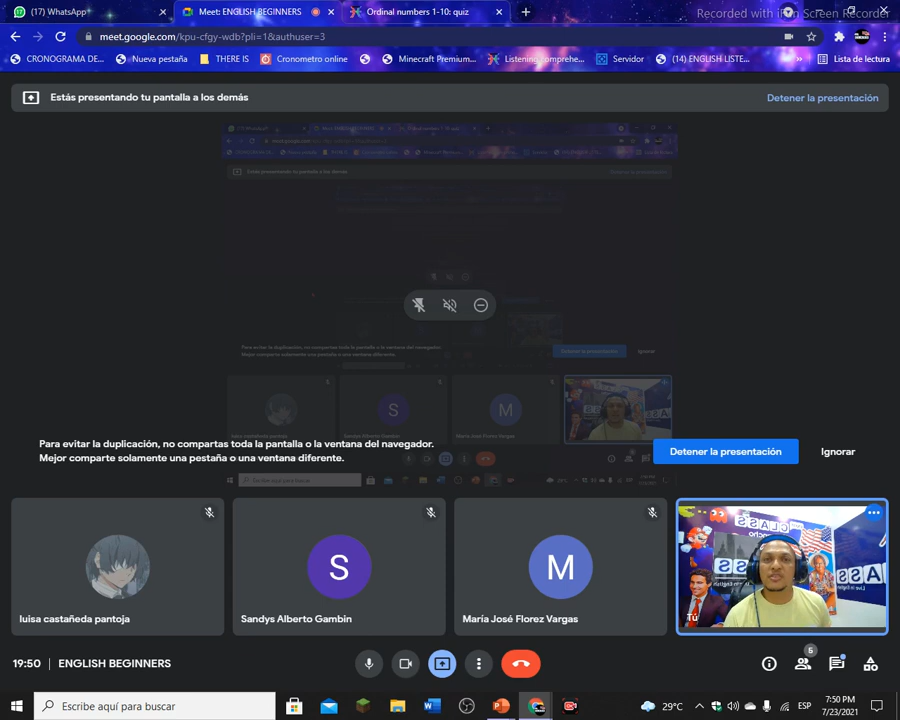 (17) WhatsApp
Meet: ENGLISH BEGINNERS
Ordinal numbers 1-10: quiz
Recorded with iFun Screen Recorder
meet.google.com/kpu-cfgy-wdb?pli=1&authuser=3
CRONOGRAMA DE...
Nueva pestaña
THERE IS
Cronometro online
Minecraft Premium...
Listening comprehe...
Servidor
(14) ENGLISH LISTE...
»
Lista de lectura
Estás presentando tu pantalla a los demás
Detener la presentación
Para evitar la duplicación, no compartas toda la pantalla o la ventana del navegador.
Mejor comparte solamente una pestaña o una ventana diferente.
Detener la presentación
Ignorar
S
M
luisa castañeda pantoja
Sandys Alberto Gambin
María José Florez Vargas
Tú
19:50 | ENGLISH BEGINNERS
5
Escribe aquí para buscar
29°C
ESP
7:50 PM
7/23/2021